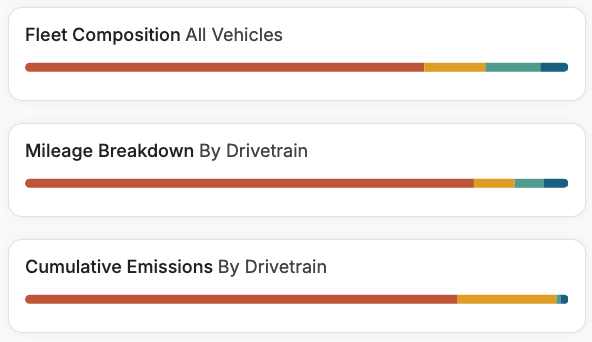 Fleet Composition All Vehicles
Mileage Breakdown By Drivetrain
Cumulative Emissions By Drivetrain